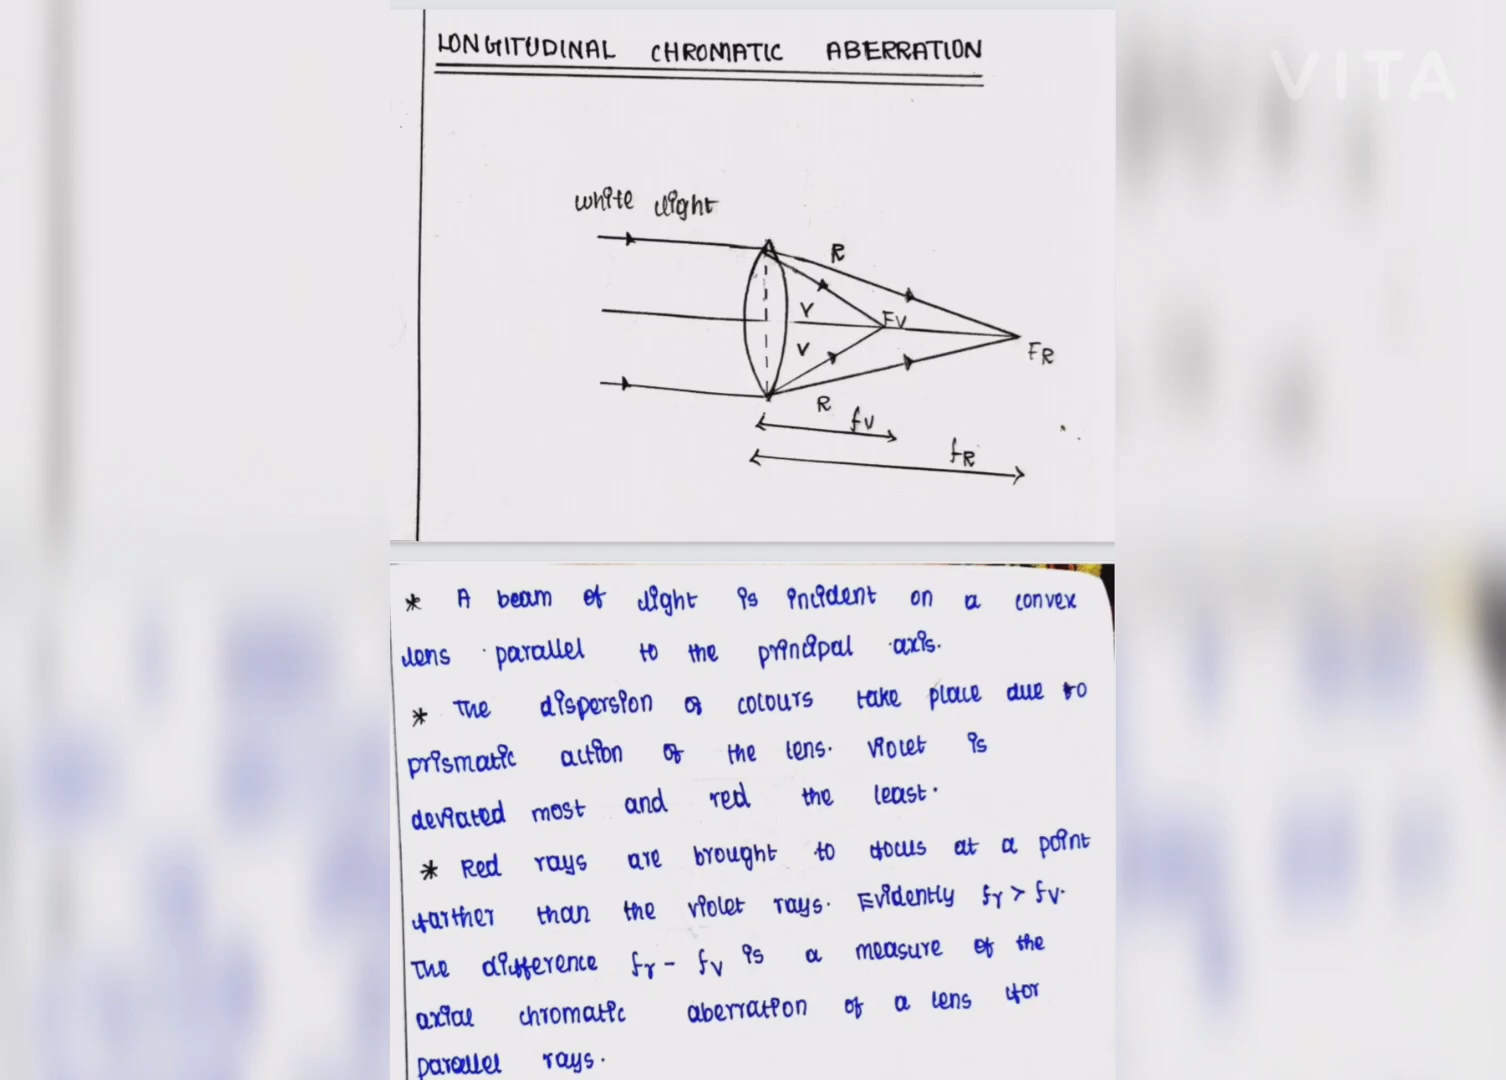 LONGITUDINAL CHROMATIC ABERRATION
VITA
white light
R
V
FV
V
FR
R
fV
fR
* A beam of light is incident on a convex
lens parallel to the principal axis.
* The dispersion of colours take place due to
prismatic action of the lens. Violet is
deviated most and red the least.
* Red rays are brought to focus at a point
farther than the violet rays. Evidently fr > fv.
The difference fr - fv is a measure of the
axial chromatic aberration of a lens for
parallel rays.